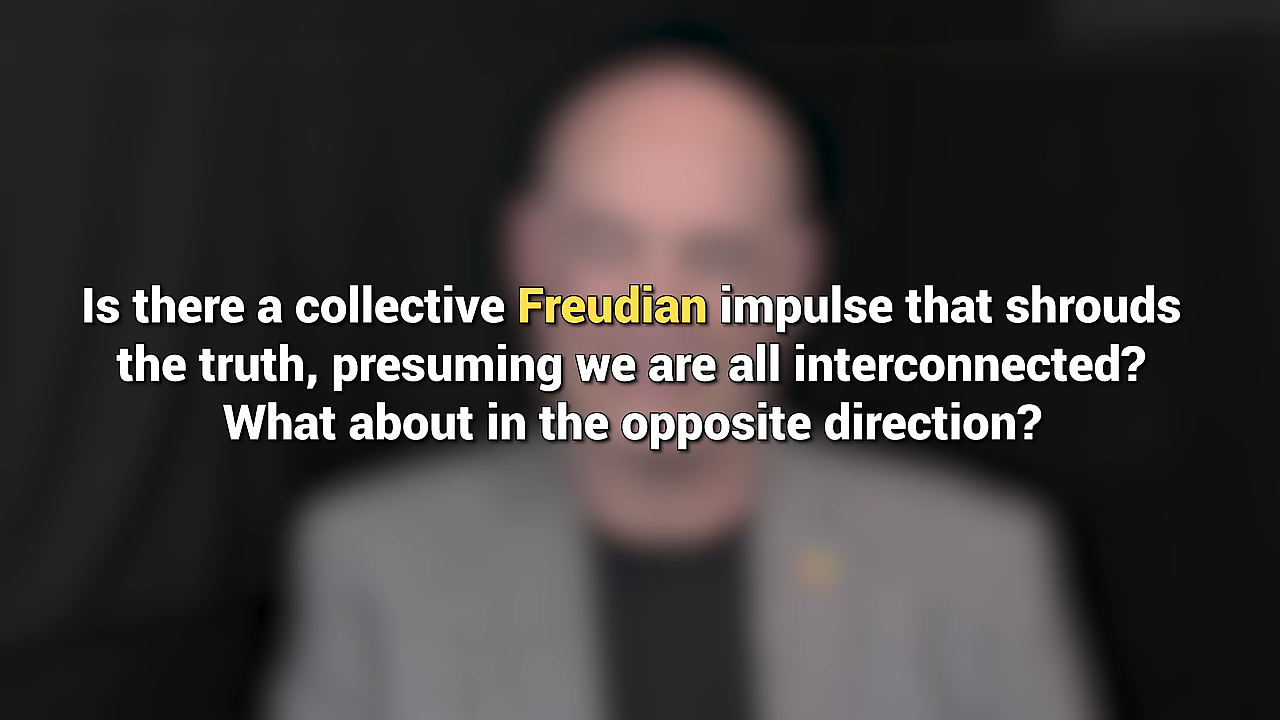 Is there a collective Freudian impulse that shrouds
the truth, presuming we are all interconnected?
What about in the opposite direction?